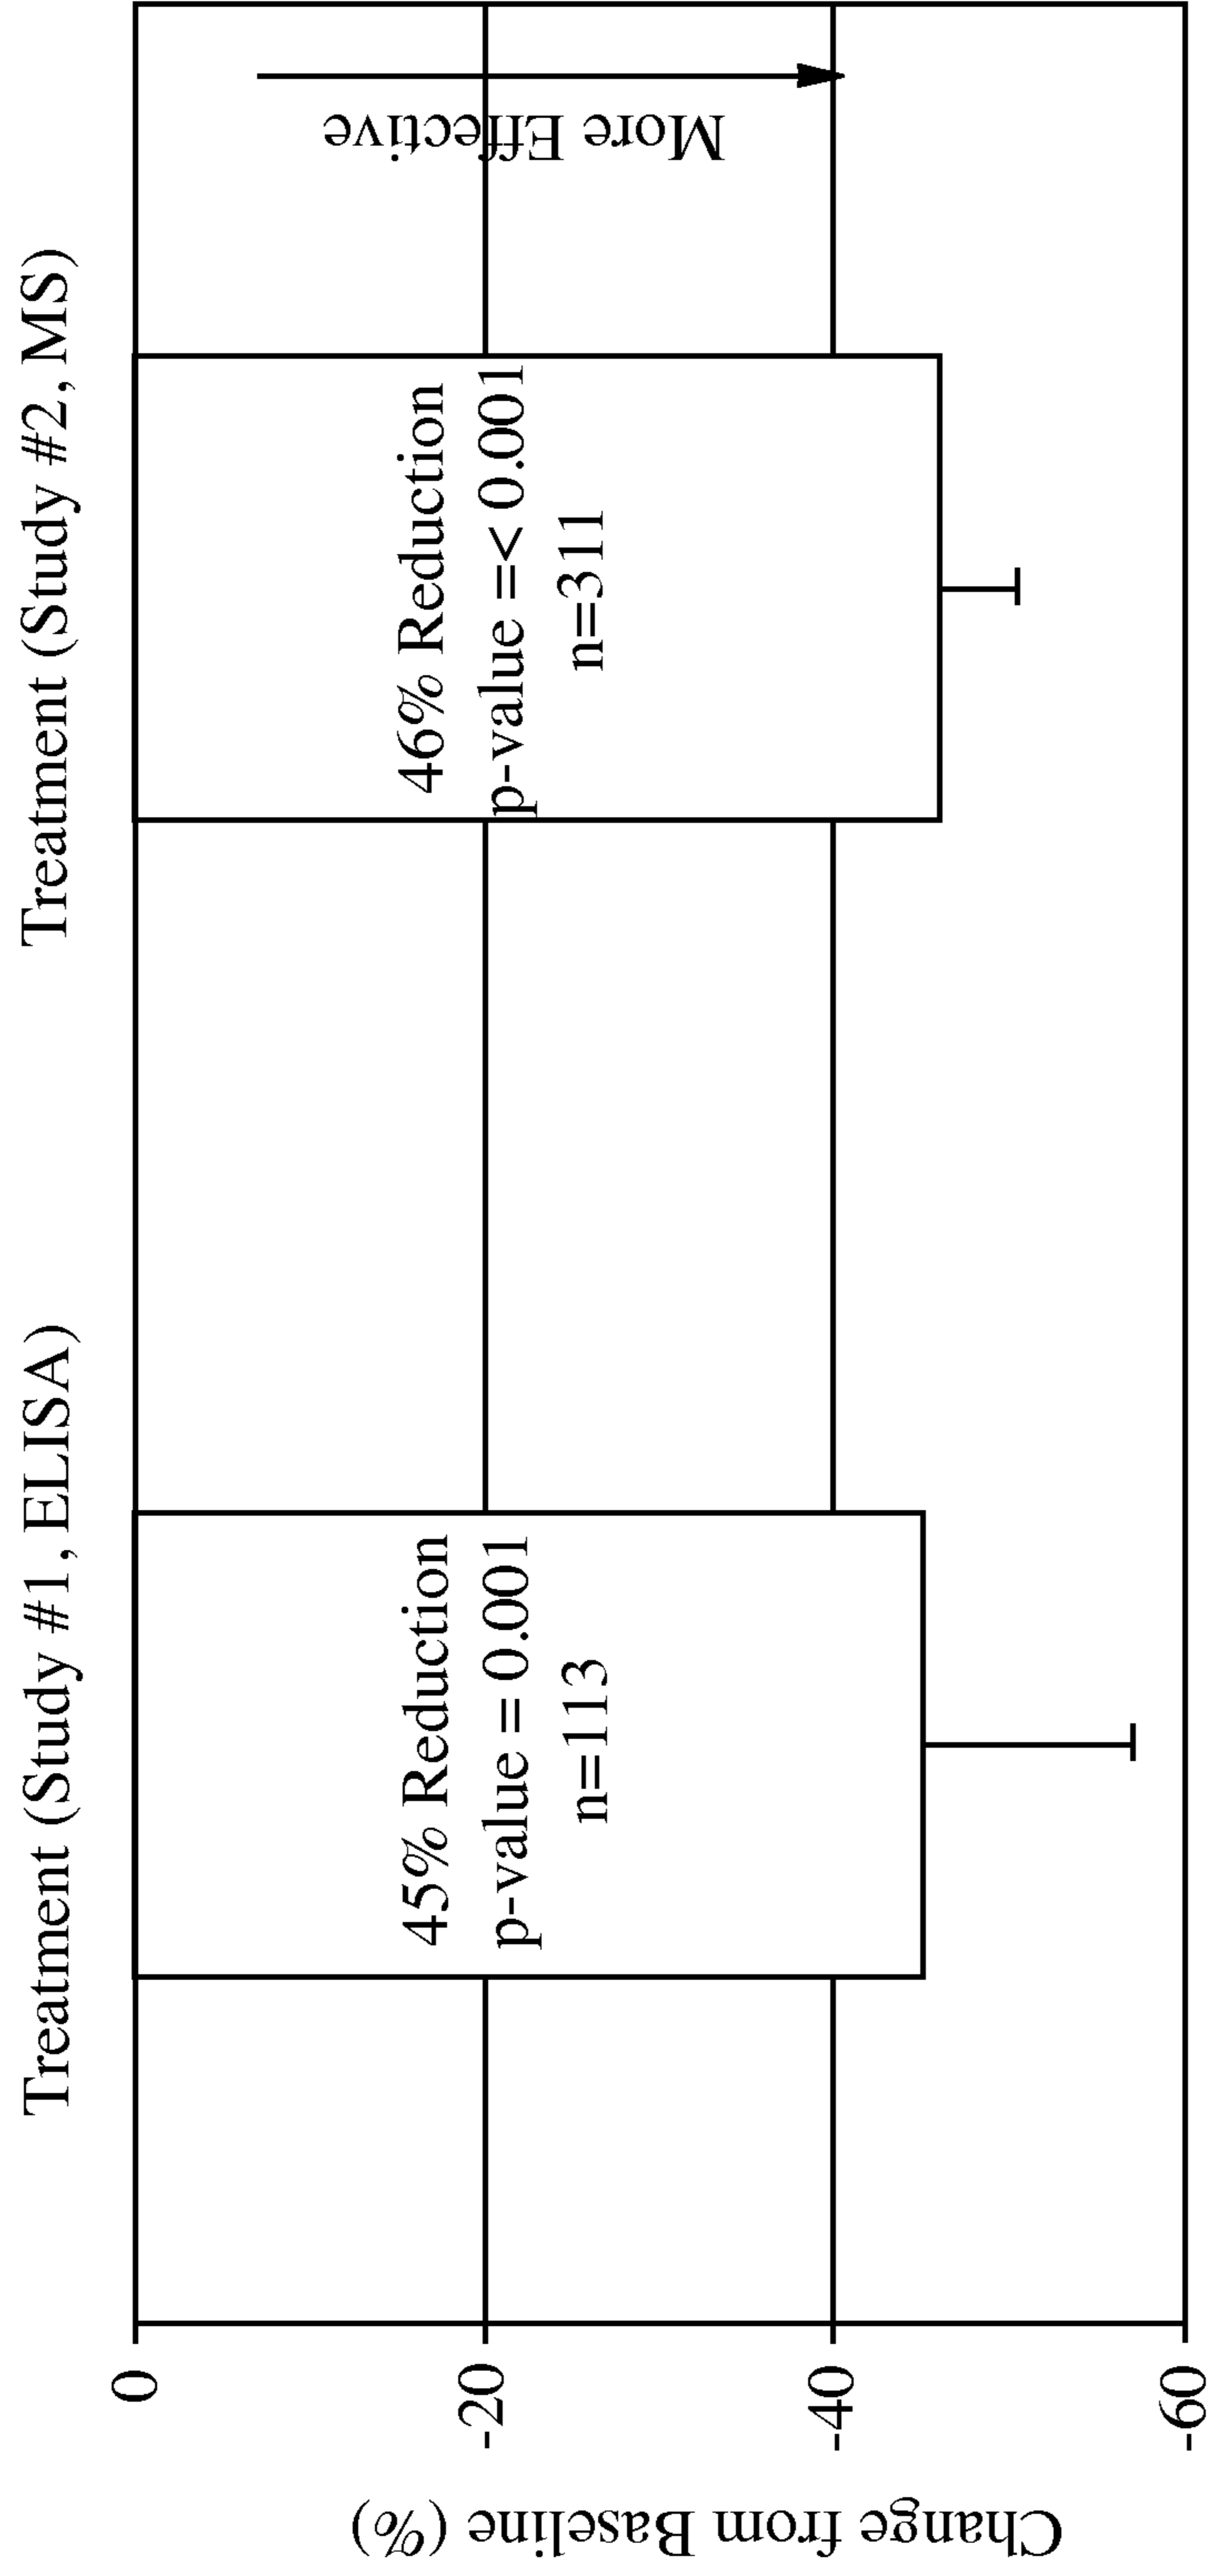 Treatment (Study #1, ELISA)
Treatment (Study #2, MS)
0
-20
-40
-60
Change from Baseline (%)
45% Reduction
p-value = 0.001
n=113
46% Reduction
p-value =< 0.001
n=311
More Effective